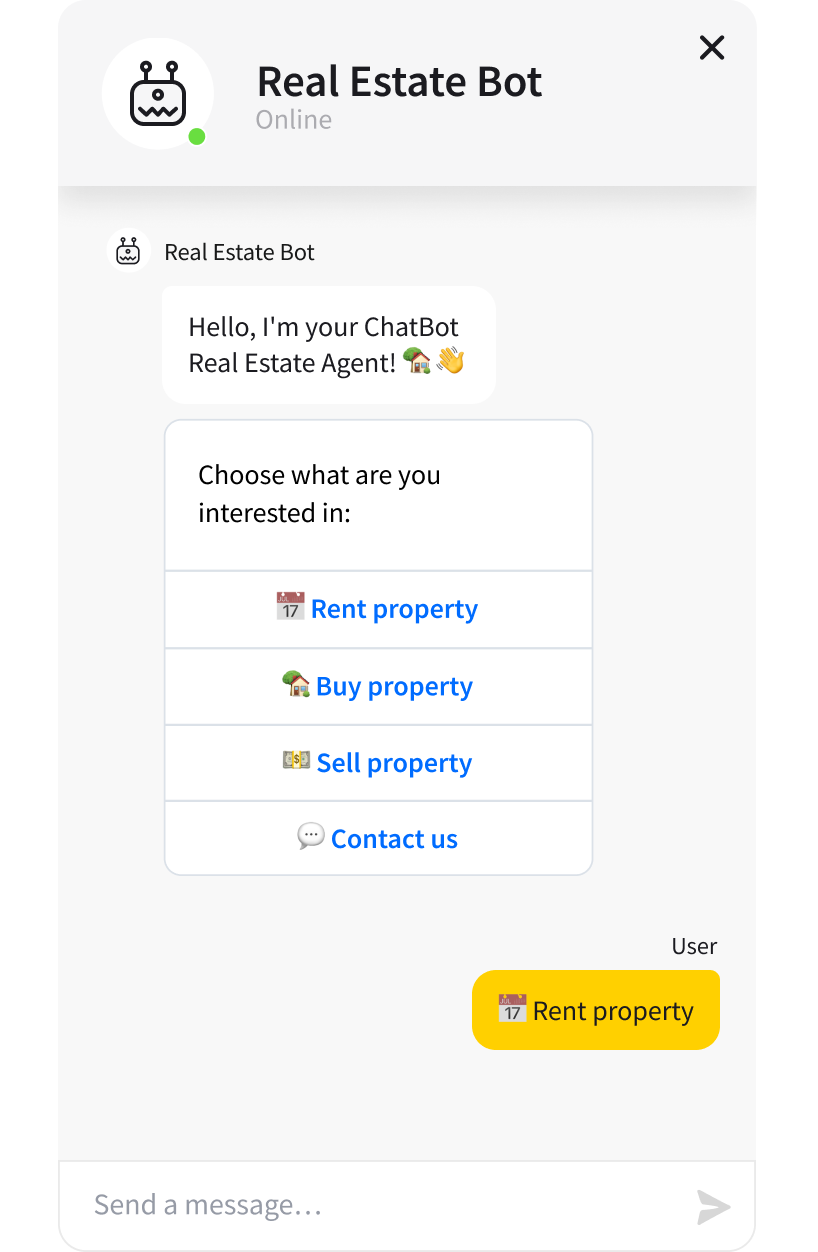 Real Estate Bot
Online
Real Estate Bot
Hello, I'm your ChatBot
Real Estate Agent! 🏡👋
Choose what are you
interested in:
📅 Rent property
🏡 Buy property
💵 Sell property
💬 Contact us
User
📅 Rent property
Send a message…